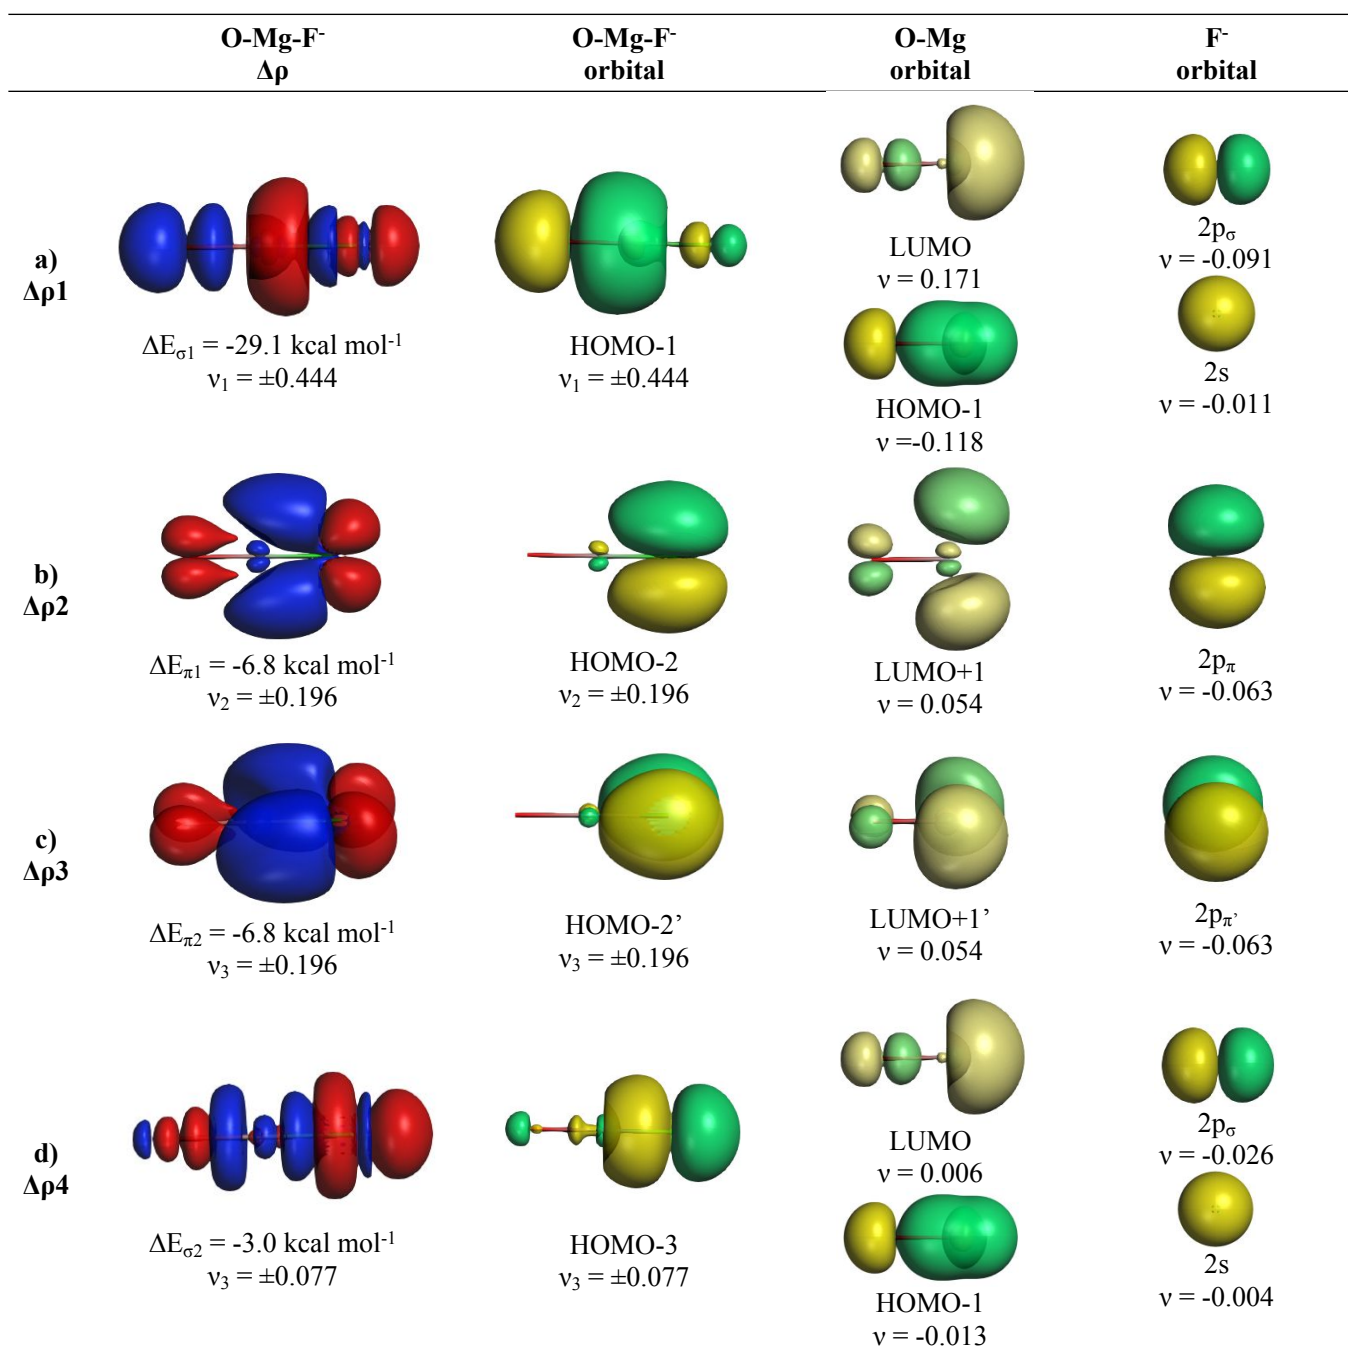 O-Mg-F-
Δρ
O-Mg-F-
orbital
O-Mg
orbital
F-
orbital
a)
Δρ1
ΔEσ1 = -29.1 kcal mol-1
ν1 = ±0.444
HOMO-1
ν1 = ±0.444
LUMO
ν = 0.171
HOMO-1
ν =-0.118
2pσ
ν = -0.091
2s
ν = -0.011
b)
Δρ2
ΔEπ1 = -6.8 kcal mol-1
ν2 = ±0.196
HOMO-2
ν2 = ±0.196
LUMO+1
ν = 0.054
2pπ
ν = -0.063
c)
Δρ3
ΔEπ2 = -6.8 kcal mol-1
ν3 = ±0.196
HOMO-2’
ν3 = ±0.196
LUMO+1’
ν = 0.054
2pπ’
ν = -0.063
d)
Δρ4
ΔEσ2 = -3.0 kcal mol-1
ν3 = ±0.077
HOMO-3
ν3 = ±0.077
LUMO
ν = 0.006
HOMO-1
ν = -0.013
2pσ
ν = -0.026
2s
ν = -0.004